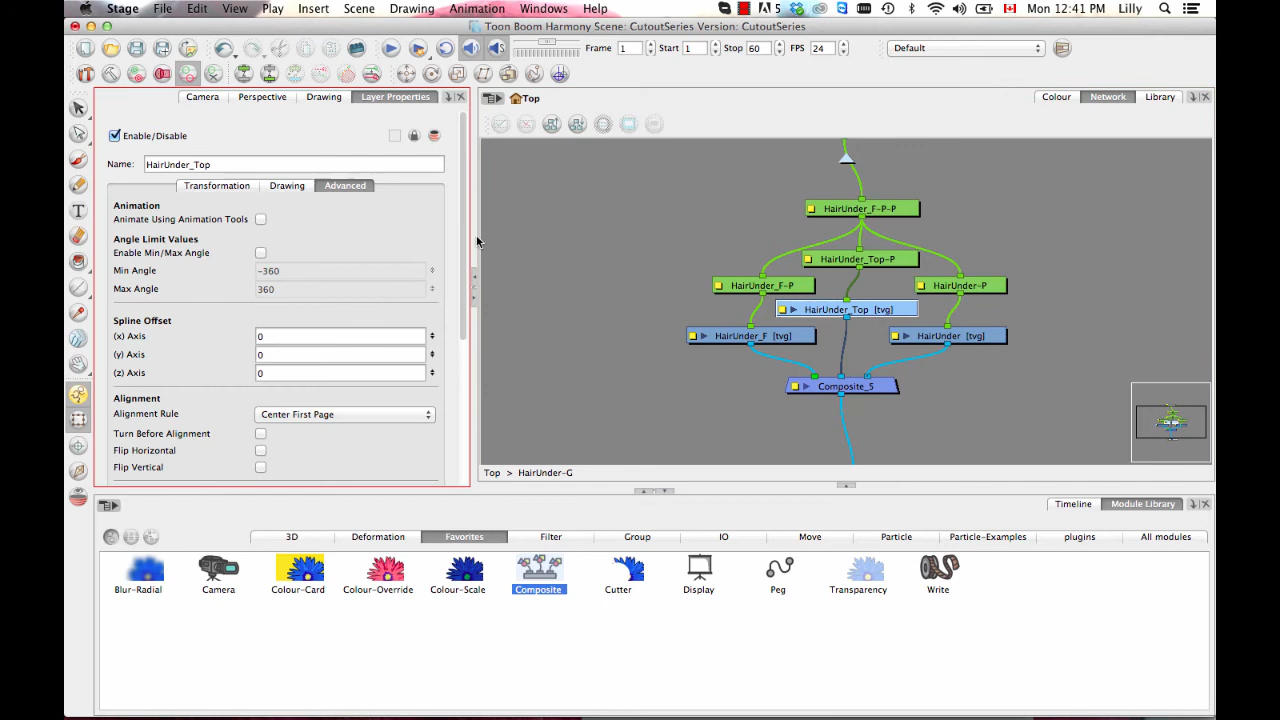 Stage File Edit View Play Insert Scene Drawing Animation Windows Help 5 Mon 12:41 PM Lilly
Toon Boom Harmony Scene: CutoutSeries Version: CutoutSeries
Frame 1 Start 1 Stop 60 FPS 24 Default
Camera Perspective Drawing Layer Properties
Top Colour Network Library
Enable/Disable
Name: HairUnder_Top
Transformation Drawing Advanced
Animation
Animate Using Animation Tools
Angle Limit Values
Enable Min/Max Angle
Min Angle -360
Max Angle 360
Spline Offset
(x) Axis 0
(y) Axis 0
(z) Axis 0
Alignment
Alignment Rule Center First Page
Turn Before Alignment
Flip Horizontal
Flip Vertical
HairUnder_F-P-P
HairUnder_Top-P
HairUnder_F-P HairUnder-P
HairUnder_Top [tvg]
HairUnder_F [tvg] HairUnder [tvg]
Composite_5
Top > HairUnder-G
Timeline Module Library
3D Deformation Favorites Filter Group IO Move Particle Particle-Examples plugins All modules
Blur-Radial Camera Colour-Card Colour-Override Colour-Scale Composite Cutter Display Peg Transparency Write